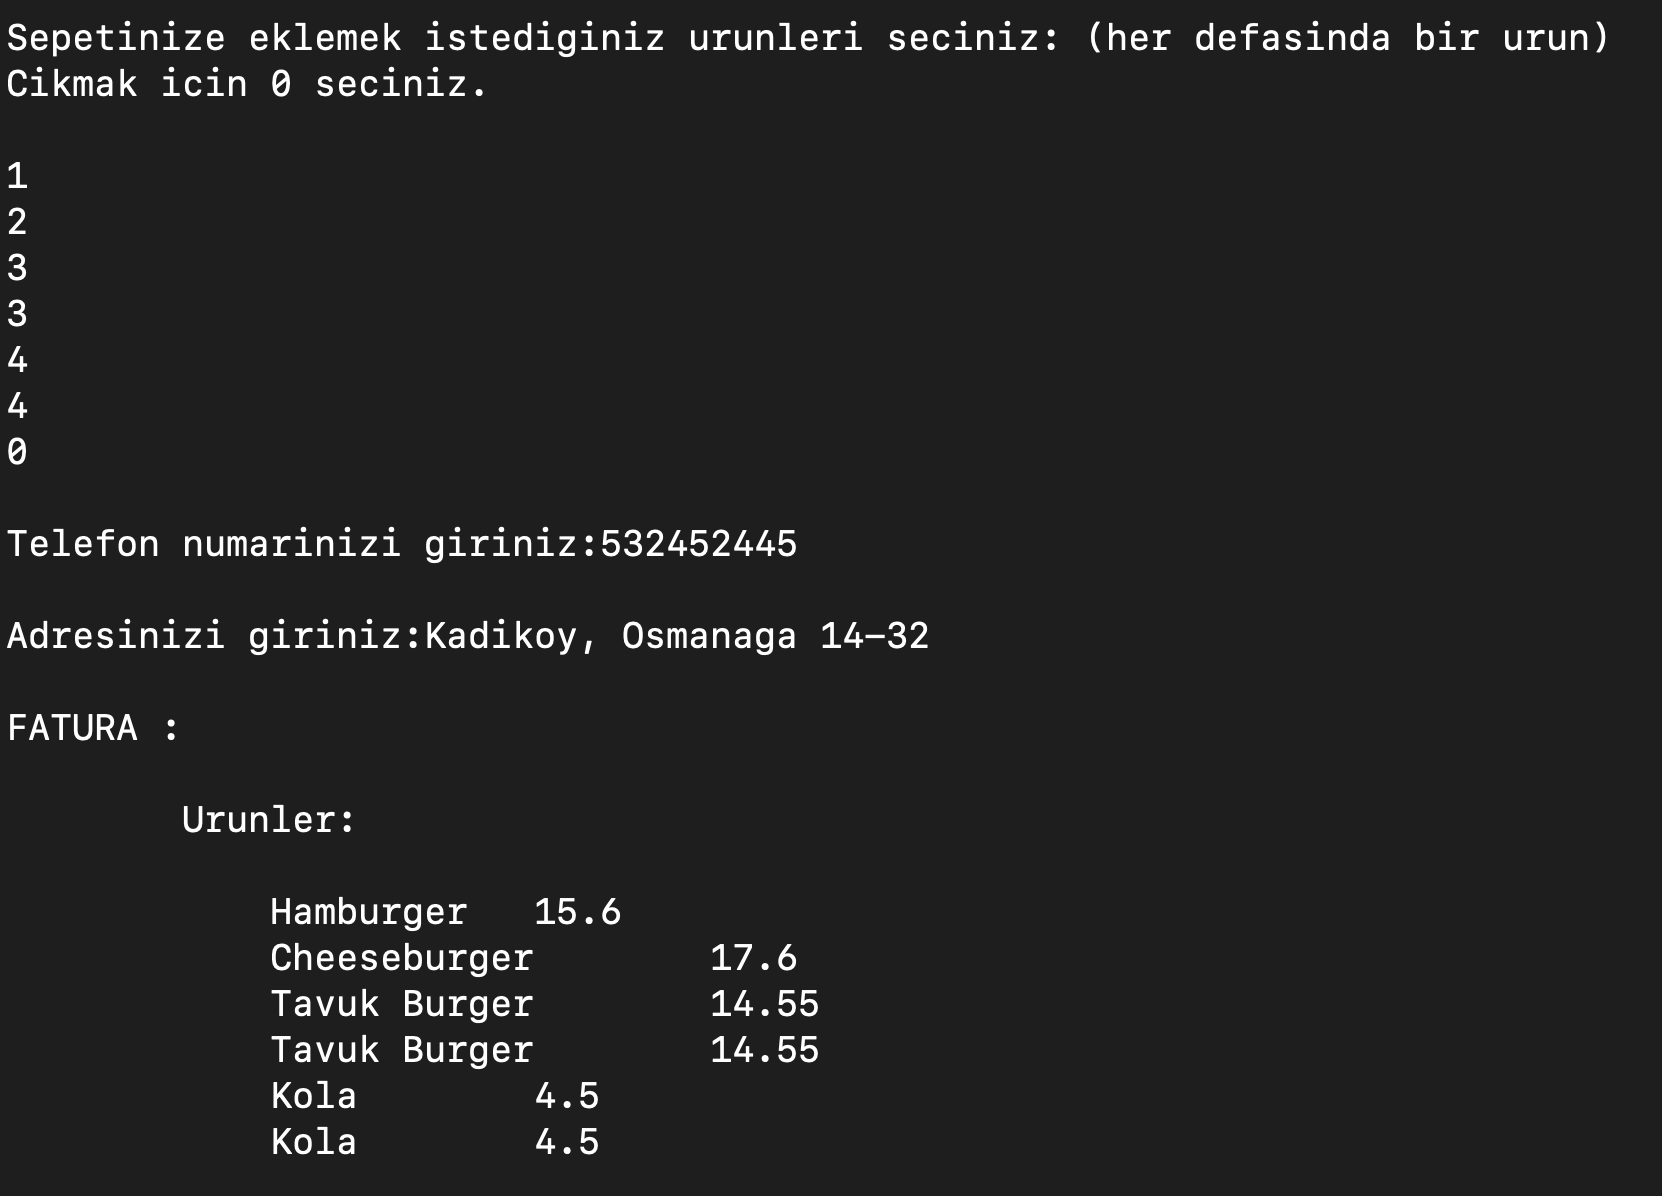 Sepetinize eklemek istediginiz urunleri seciniz: (her defasinda bir urun)
Cikmak icin 0 seciniz.
1
2
3
3
4
4
0
Telefon numarinizi giriniz:532452445
Adresinizi giriniz:Kadikoy, Osmanaga 14-32
FATURA :
Urunler:
Hamburger 15.6
Cheeseburger 17.6
Tavuk Burger 14.55
Tavuk Burger 14.55
Kola 4.5
Kola 4.5